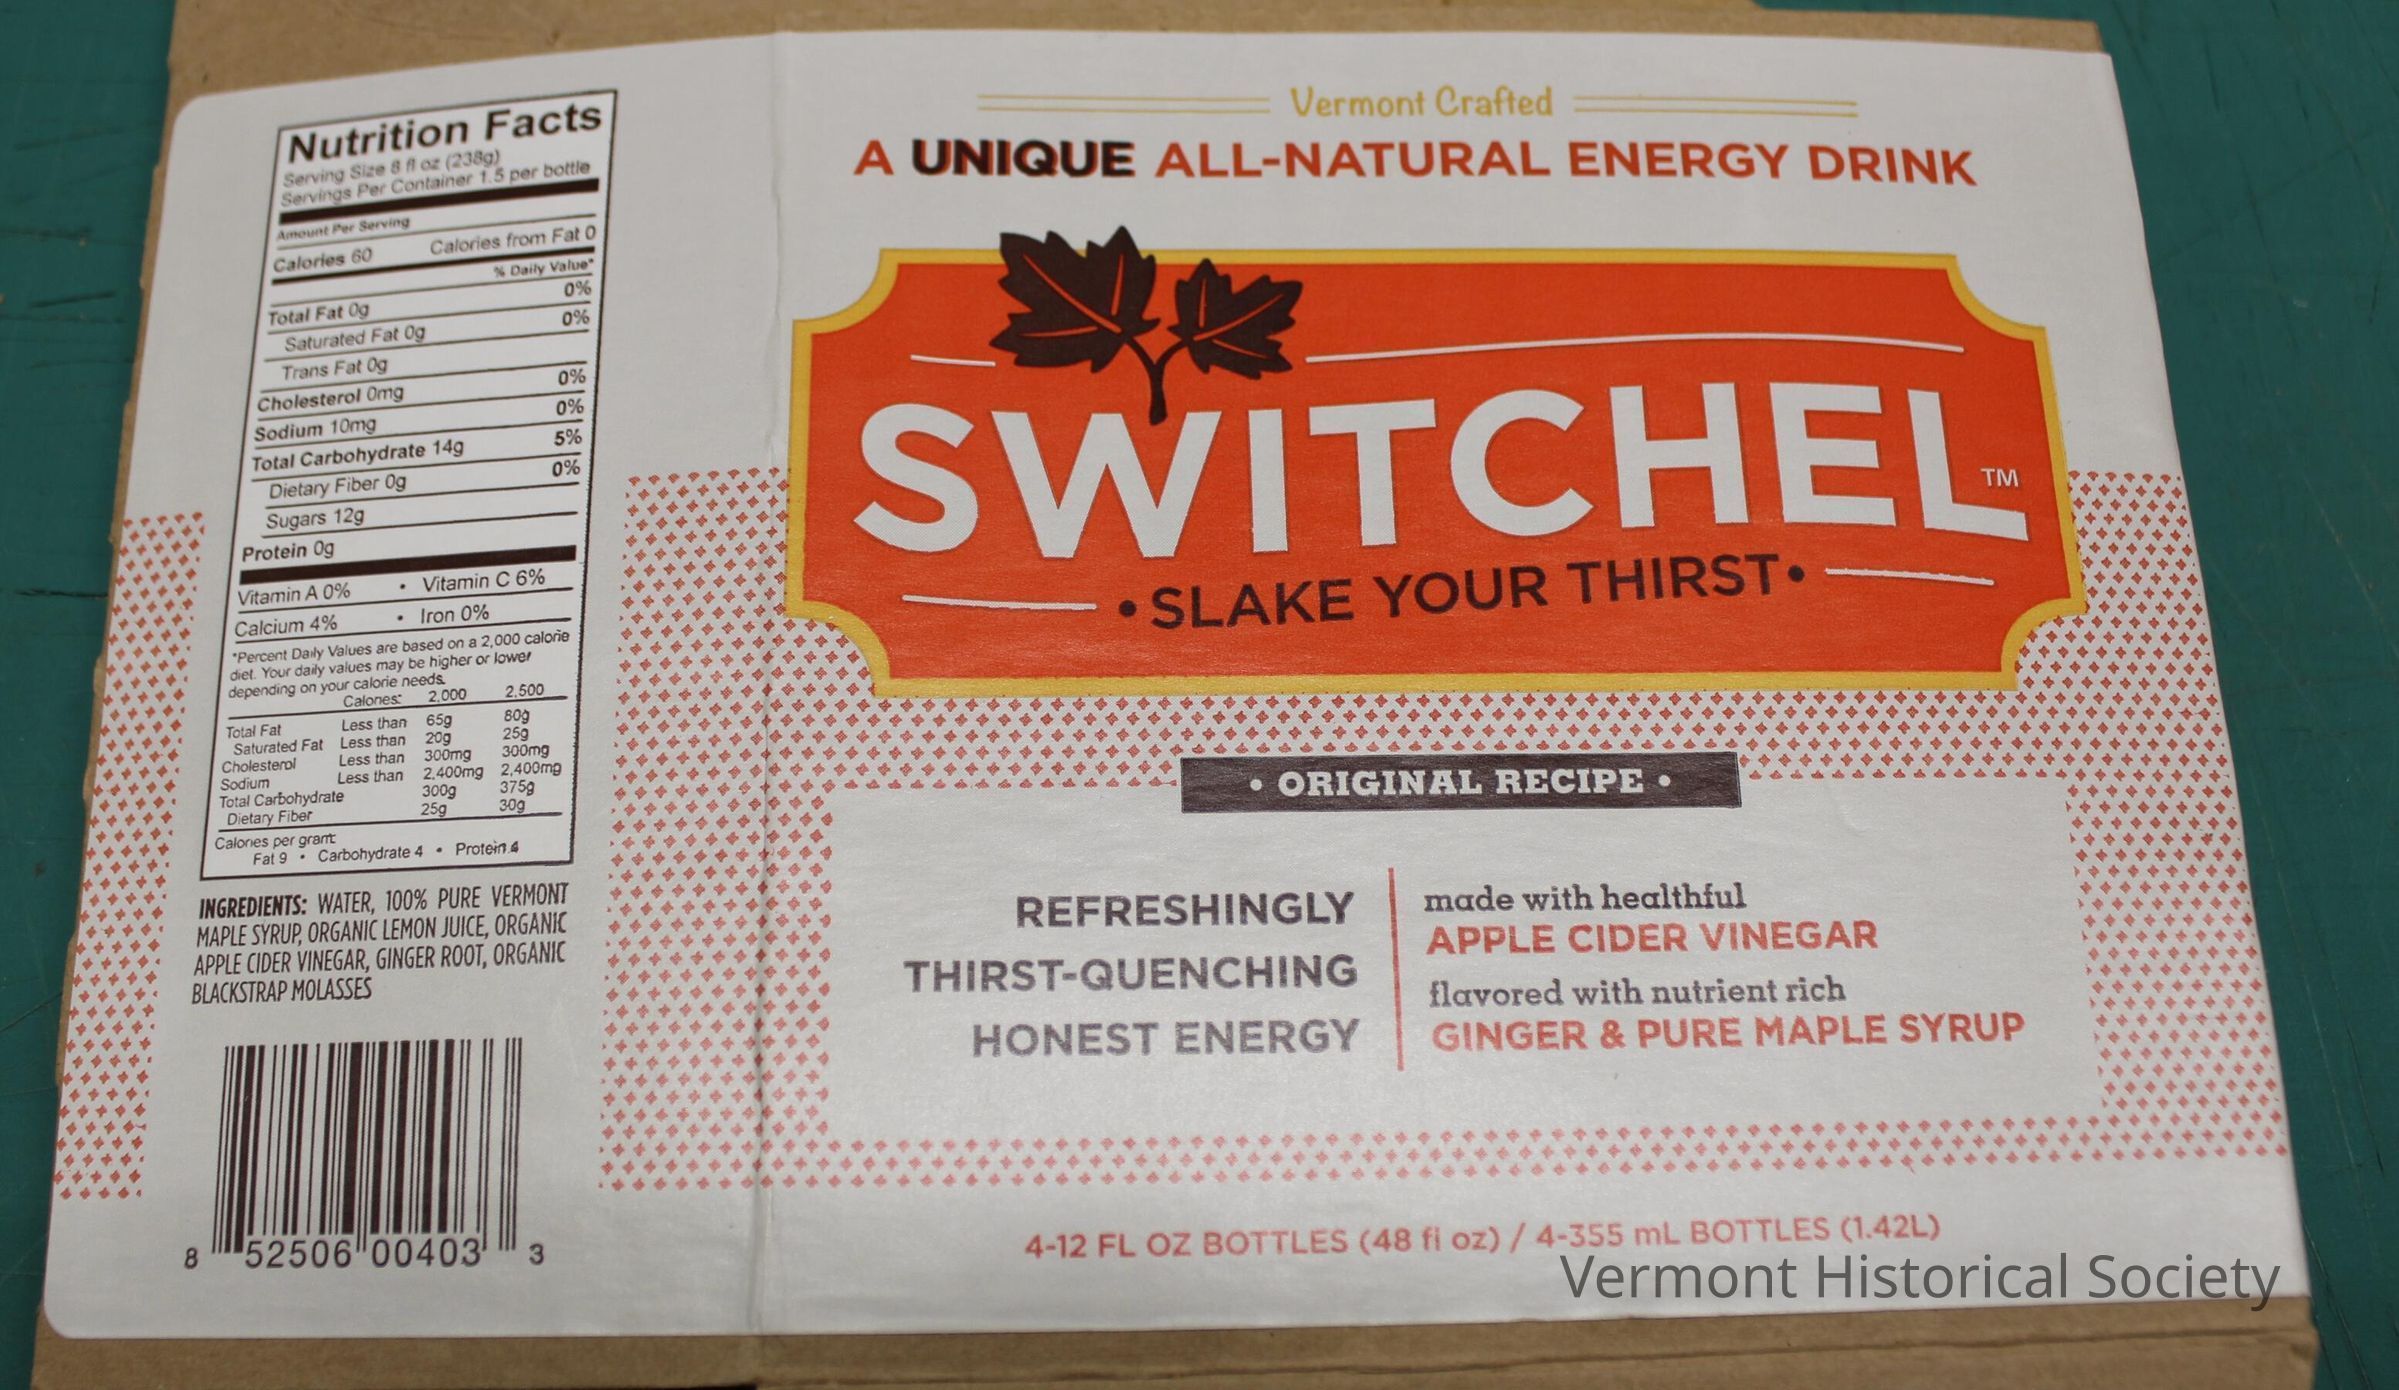 Nutrition Facts
Serving Size 8 fl oz (238g)
Servings Per Container 1.5 per bottle
Amount Per Serving
Calories 60 Calories from Fat 0
% Daily Value*
Total Fat 0g 0%
Saturated Fat 0g 0%
Trans Fat 0g
Cholesterol 0mg 0%
Sodium 10mg 0%
Total Carbohydrate 14g 5%
Dietary Fiber 0g 0%
Sugars 12g
Protein 0g
Vitamin A 0% • Vitamin C 6%
Calcium 4% • Iron 0%
*Percent Daily Values are based on a 2,000 calorie
diet. Your daily values may be higher or lower
depending on your calorie needs.
Calories: 2,000 2,500
Total Fat Less than 65g 80g
Saturated Fat Less than 20g 25g
Cholesterol Less than 300mg 300mg
Sodium Less than 2,400mg 2,400mg
Total Carbohydrate 300g 375g
Dietary Fiber 25g 30g
Calories per gram:
Fat 9 • Carbohydrate 4 • Protein 4
INGREDIENTS: WATER, 100% PURE VERMONT
MAPLE SYRUP, ORGANIC LEMON JUICE, ORGANIC
APPLE CIDER VINEGAR, GINGER ROOT, ORGANIC
BLACKSTRAP MOLASSES
8 52506 00403 3
Vermont Crafted
A UNIQUE ALL-NATURAL ENERGY DRINK
SWITCHEL™
• SLAKE YOUR THIRST •
• ORIGINAL RECIPE •
REFRESHINGLY
THIRST-QUENCHING
HONEST ENERGY
made with healthful
APPLE CIDER VINEGAR
flavored with nutrient rich
GINGER & PURE MAPLE SYRUP
4-12 FL OZ BOTTLES (48 fl oz) / 4-355 mL BOTTLES (1.42L)
Vermont Historical Society